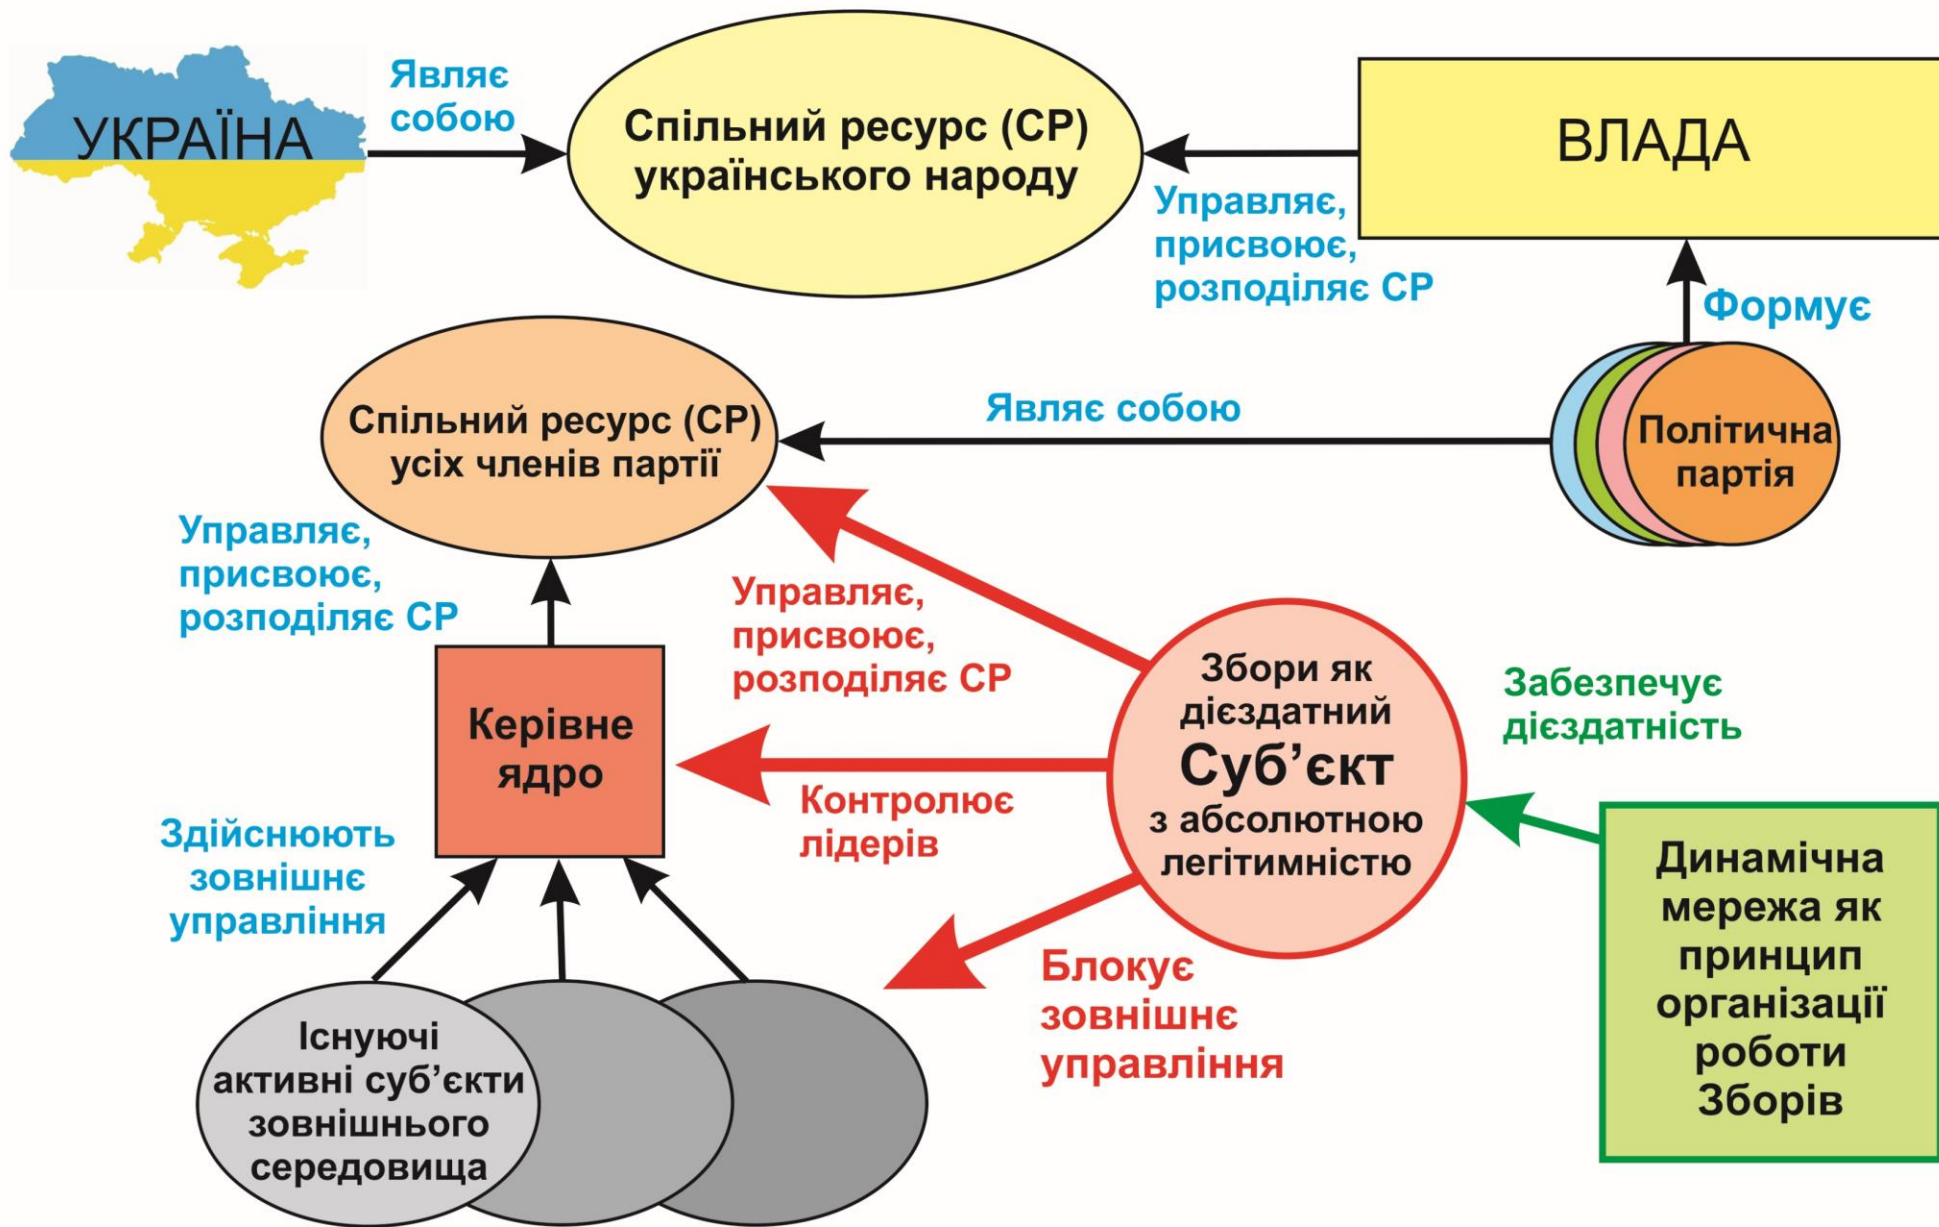 УКРАЇНА
Являє
собою
Спільний ресурс (СР)
українського народу
ВЛАДА
Управляє,
присвоює,
розподіляє СР
Формує
Політична
партія
Являє собою
Спільний ресурс (СР)
усіх членів партії
Управляє,
присвоює,
розподіляє СР
Управляє,
присвоює,
розподіляє СР
Керівне
ядро
Контролює
лідерів
Збори як
дієздатний
Суб’єкт
з абсолютною
легітимністю
Забезпечує
дієздатність
Динамічна
мережа як
принцип
організації
роботи
Зборів
Здійснюють
зовнішнє
управління
Блокує
зовнішнє
управління
Існуючі
активні суб’єкти
зовнішнього
середовища